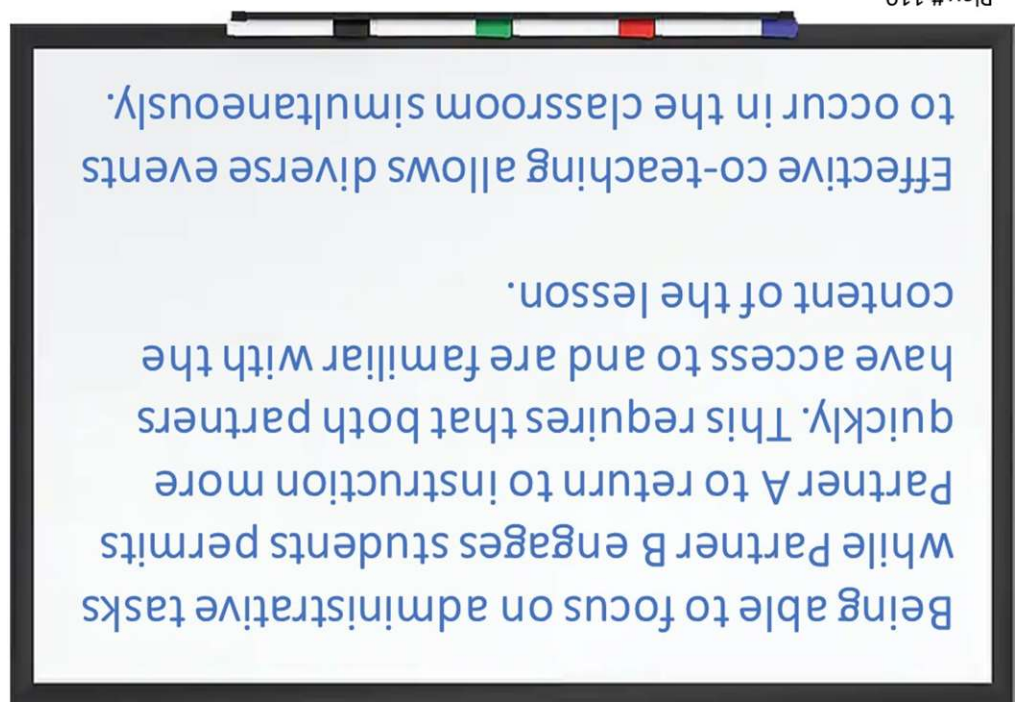 Being able to focus on administrative tasks
while Partner B engages students permits
Partner A to return to instruction more
quickly. This requires that both partners
have access to and are familiar with the
content of the lesson.
Effective co-teaching allows diverse events
to occur in the classroom simultaneously.